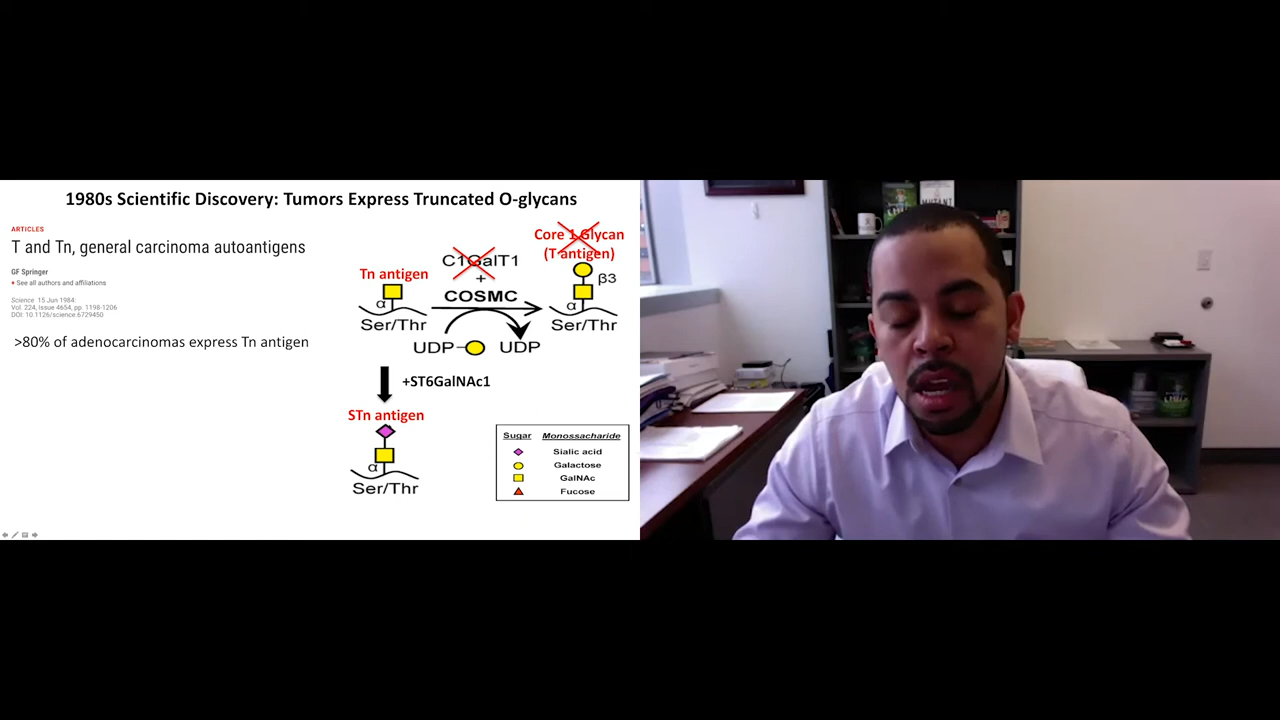 1980s Scientific Discovery: Tumors Express Truncated O-glycans
ARTICLES
T and Tn, general carcinoma autoantigens
GF Springer
+ See all authors and affiliations
Science 15 Jun 1984:
Vol. 224, Issue 4654, pp. 1198-1206
DOI: 10.1126/science.6729450
>80% of adenocarcinomas express Tn antigen
Tn antigen
α
Ser/Thr
C1GalT1
+
COSMC
UDP
UDP
Core 1 Glycan
(T antigen)
β3
α
Ser/Thr
+ST6GalNAc1
STn antigen
α
Ser/Thr
Sugar Monossacharide
Sialic acid
Galactose
GalNAc
Fucose
MUTANT